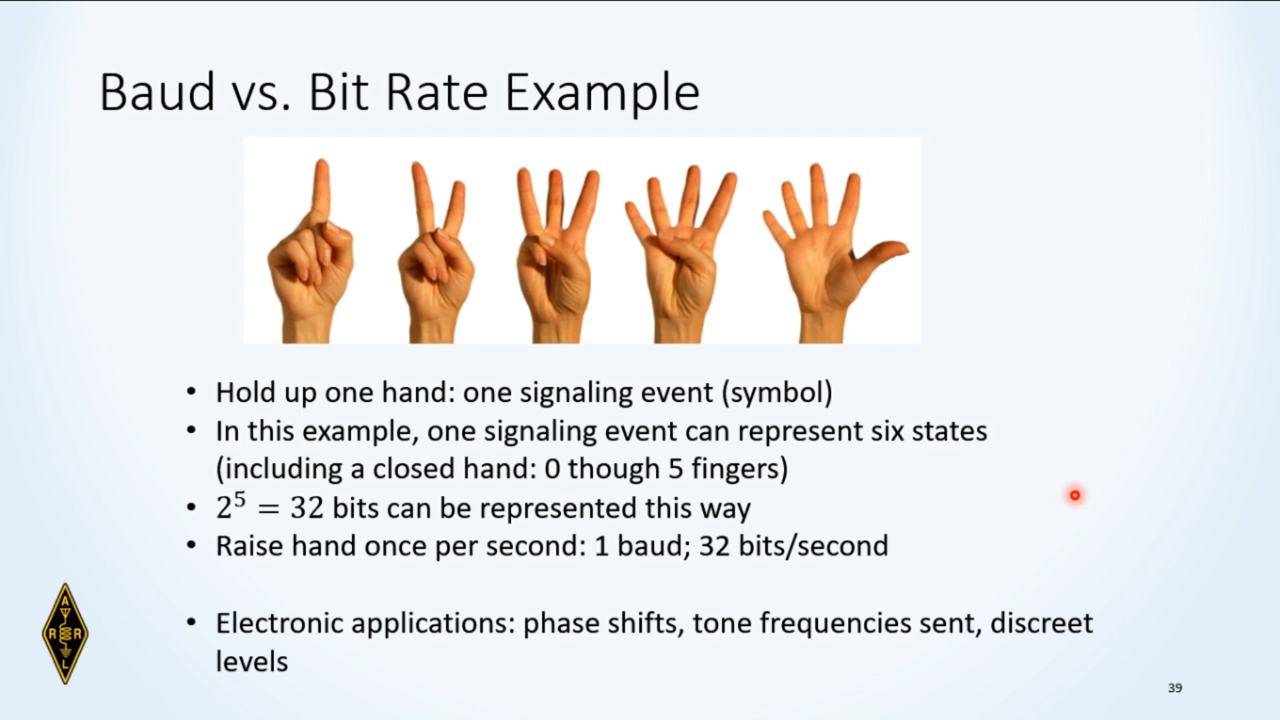 Baud vs. Bit Rate Example
• Hold up one hand: one signaling event (symbol)
• In this example, one signaling event can represent six states
(including a closed hand: 0 though 5 fingers)
• 2⁵ = 32 bits can be represented this way
• Raise hand once per second: 1 baud; 32 bits/second
• Electronic applications: phase shifts, tone frequencies sent, discreet
levels
A
R R
L
39